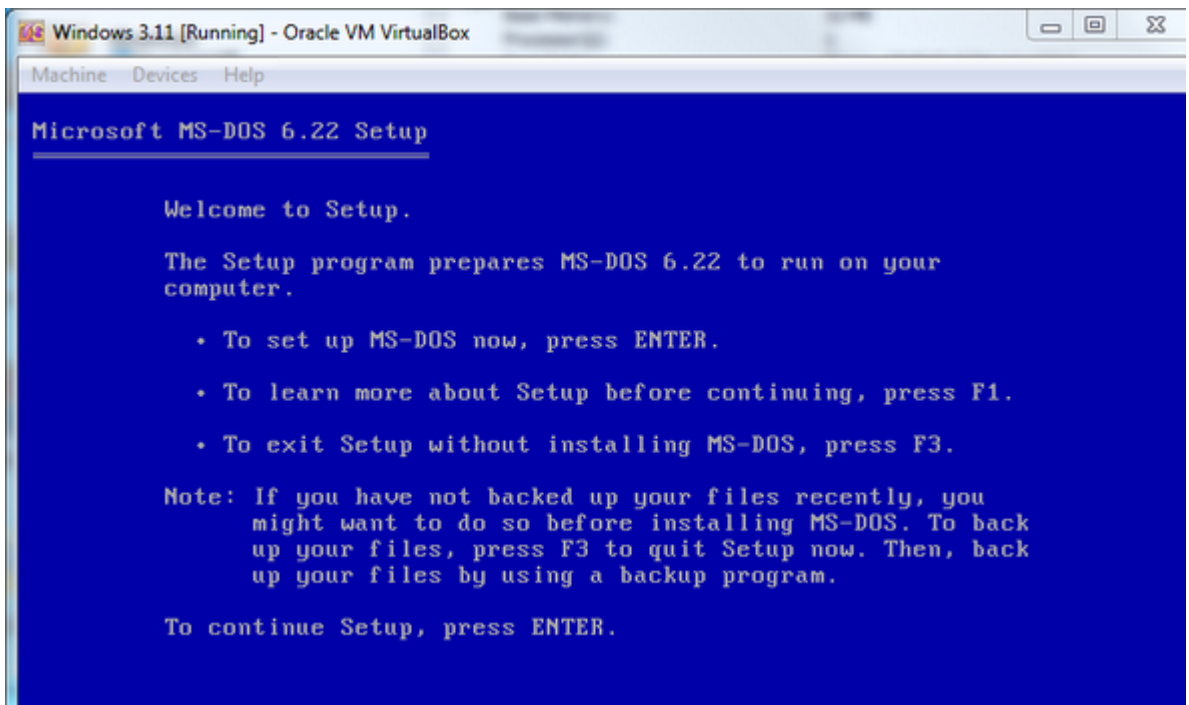 Windows 3.11 [Running] - Oracle VM VirtualBox
Machine Devices Help
Microsoft MS-DOS 6.22 Setup
Welcome to Setup.
The Setup program prepares MS-DOS 6.22 to run on your
computer.
• To set up MS-DOS now, press ENTER.
• To learn more about Setup before continuing, press F1.
• To exit Setup without installing MS-DOS, press F3.
Note: If you have not backed up your files recently, you
might want to do so before installing MS-DOS. To back
up your files, press F3 to quit Setup now. Then, back
up your files by using a backup program.
To continue Setup, press ENTER.